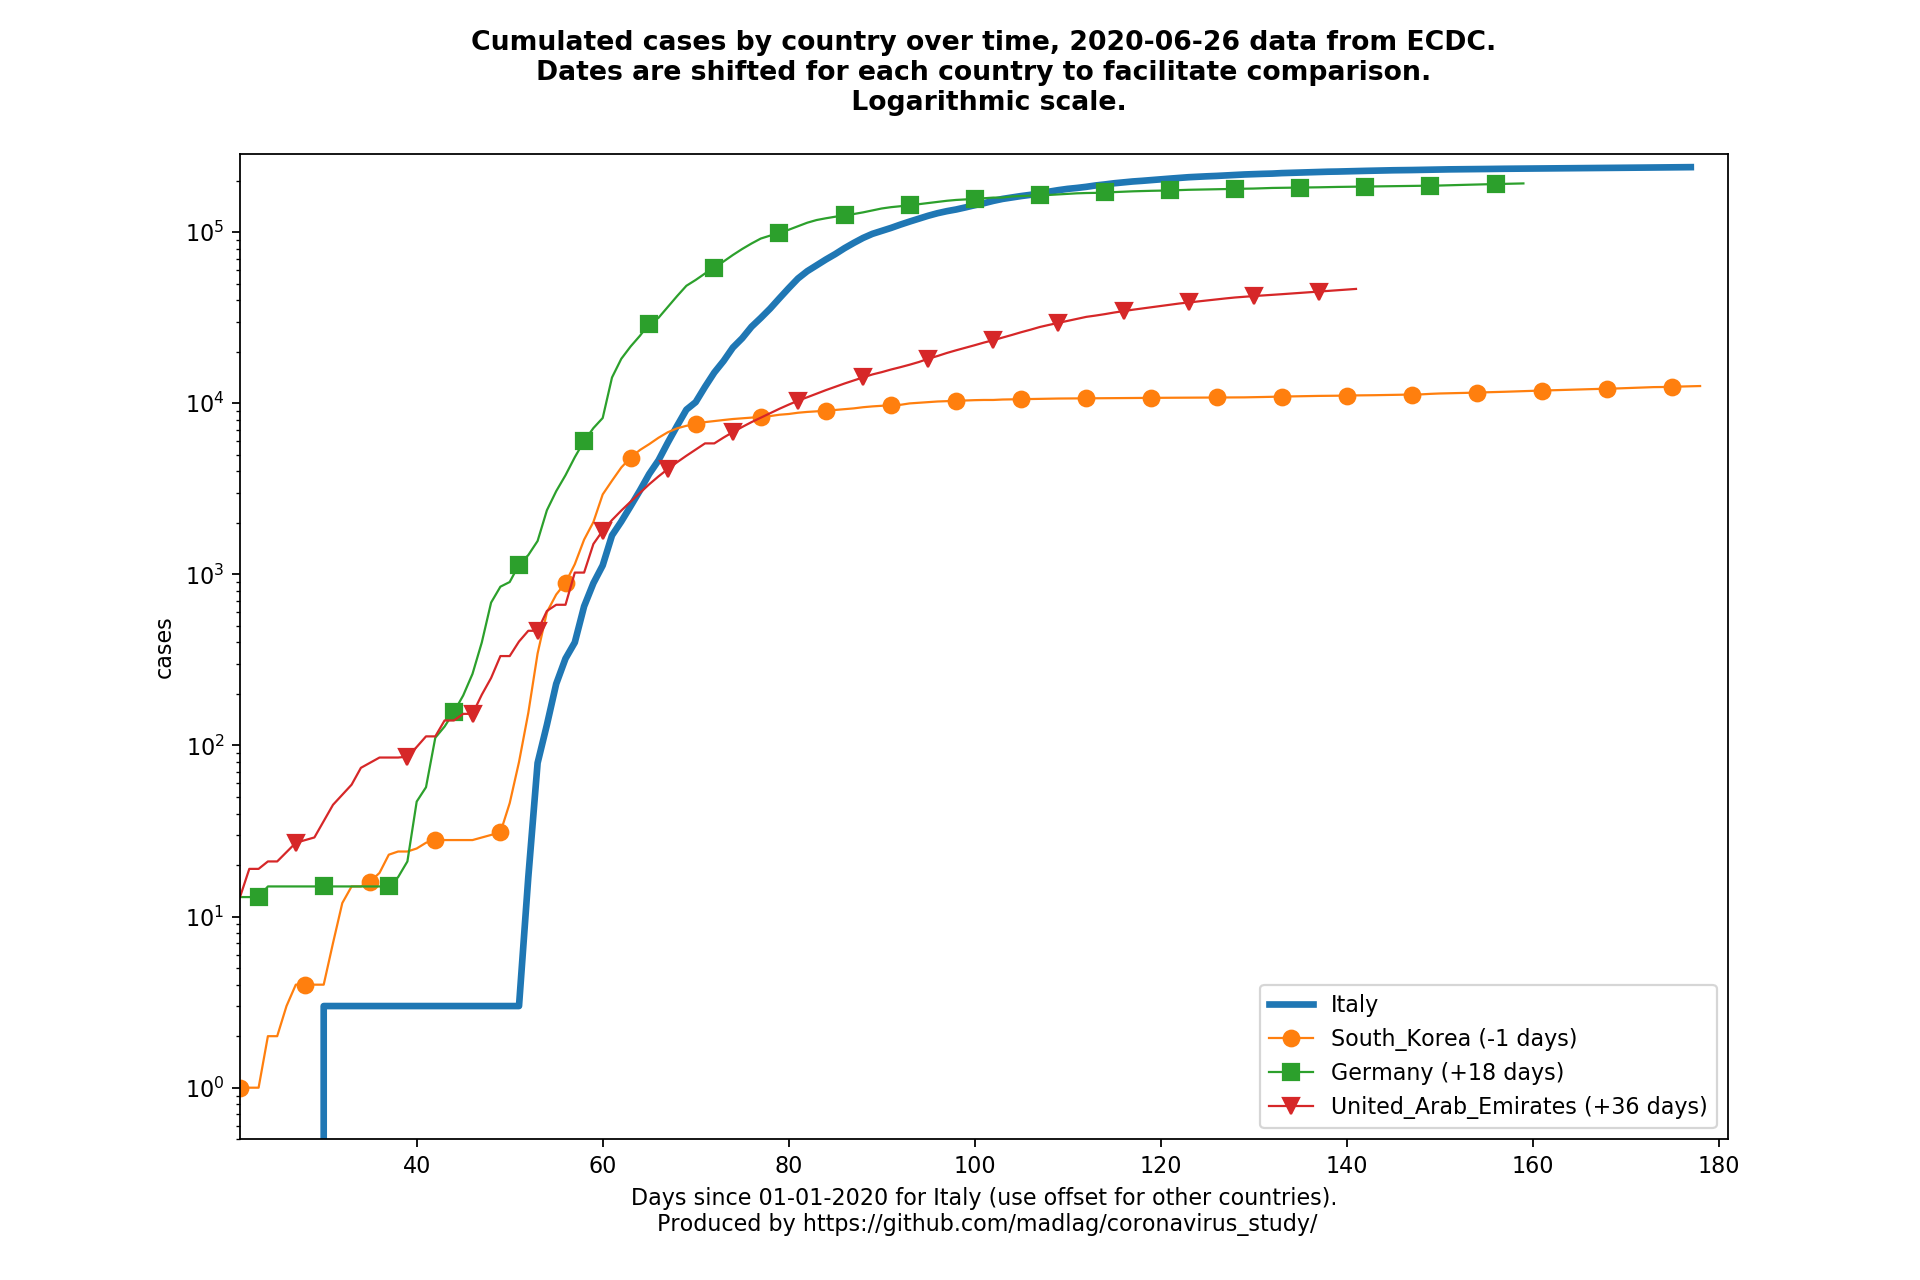 Cumulated cases by country over time, 2020-06-26 data from ECDC.
Dates are shifted for each country to facilitate comparison.
Logarithmic scale.
10^5
10^4
10^3
10^2
10^1
10^0
cases
Italy
South_Korea (-1 days)
Germany (+18 days)
United_Arab_Emirates (+36 days)
40 60 80 100 120 140 160 180
Days since 01-01-2020 for Italy (use offset for other countries).
Produced by https://github.com/madlag/coronavirus_study/